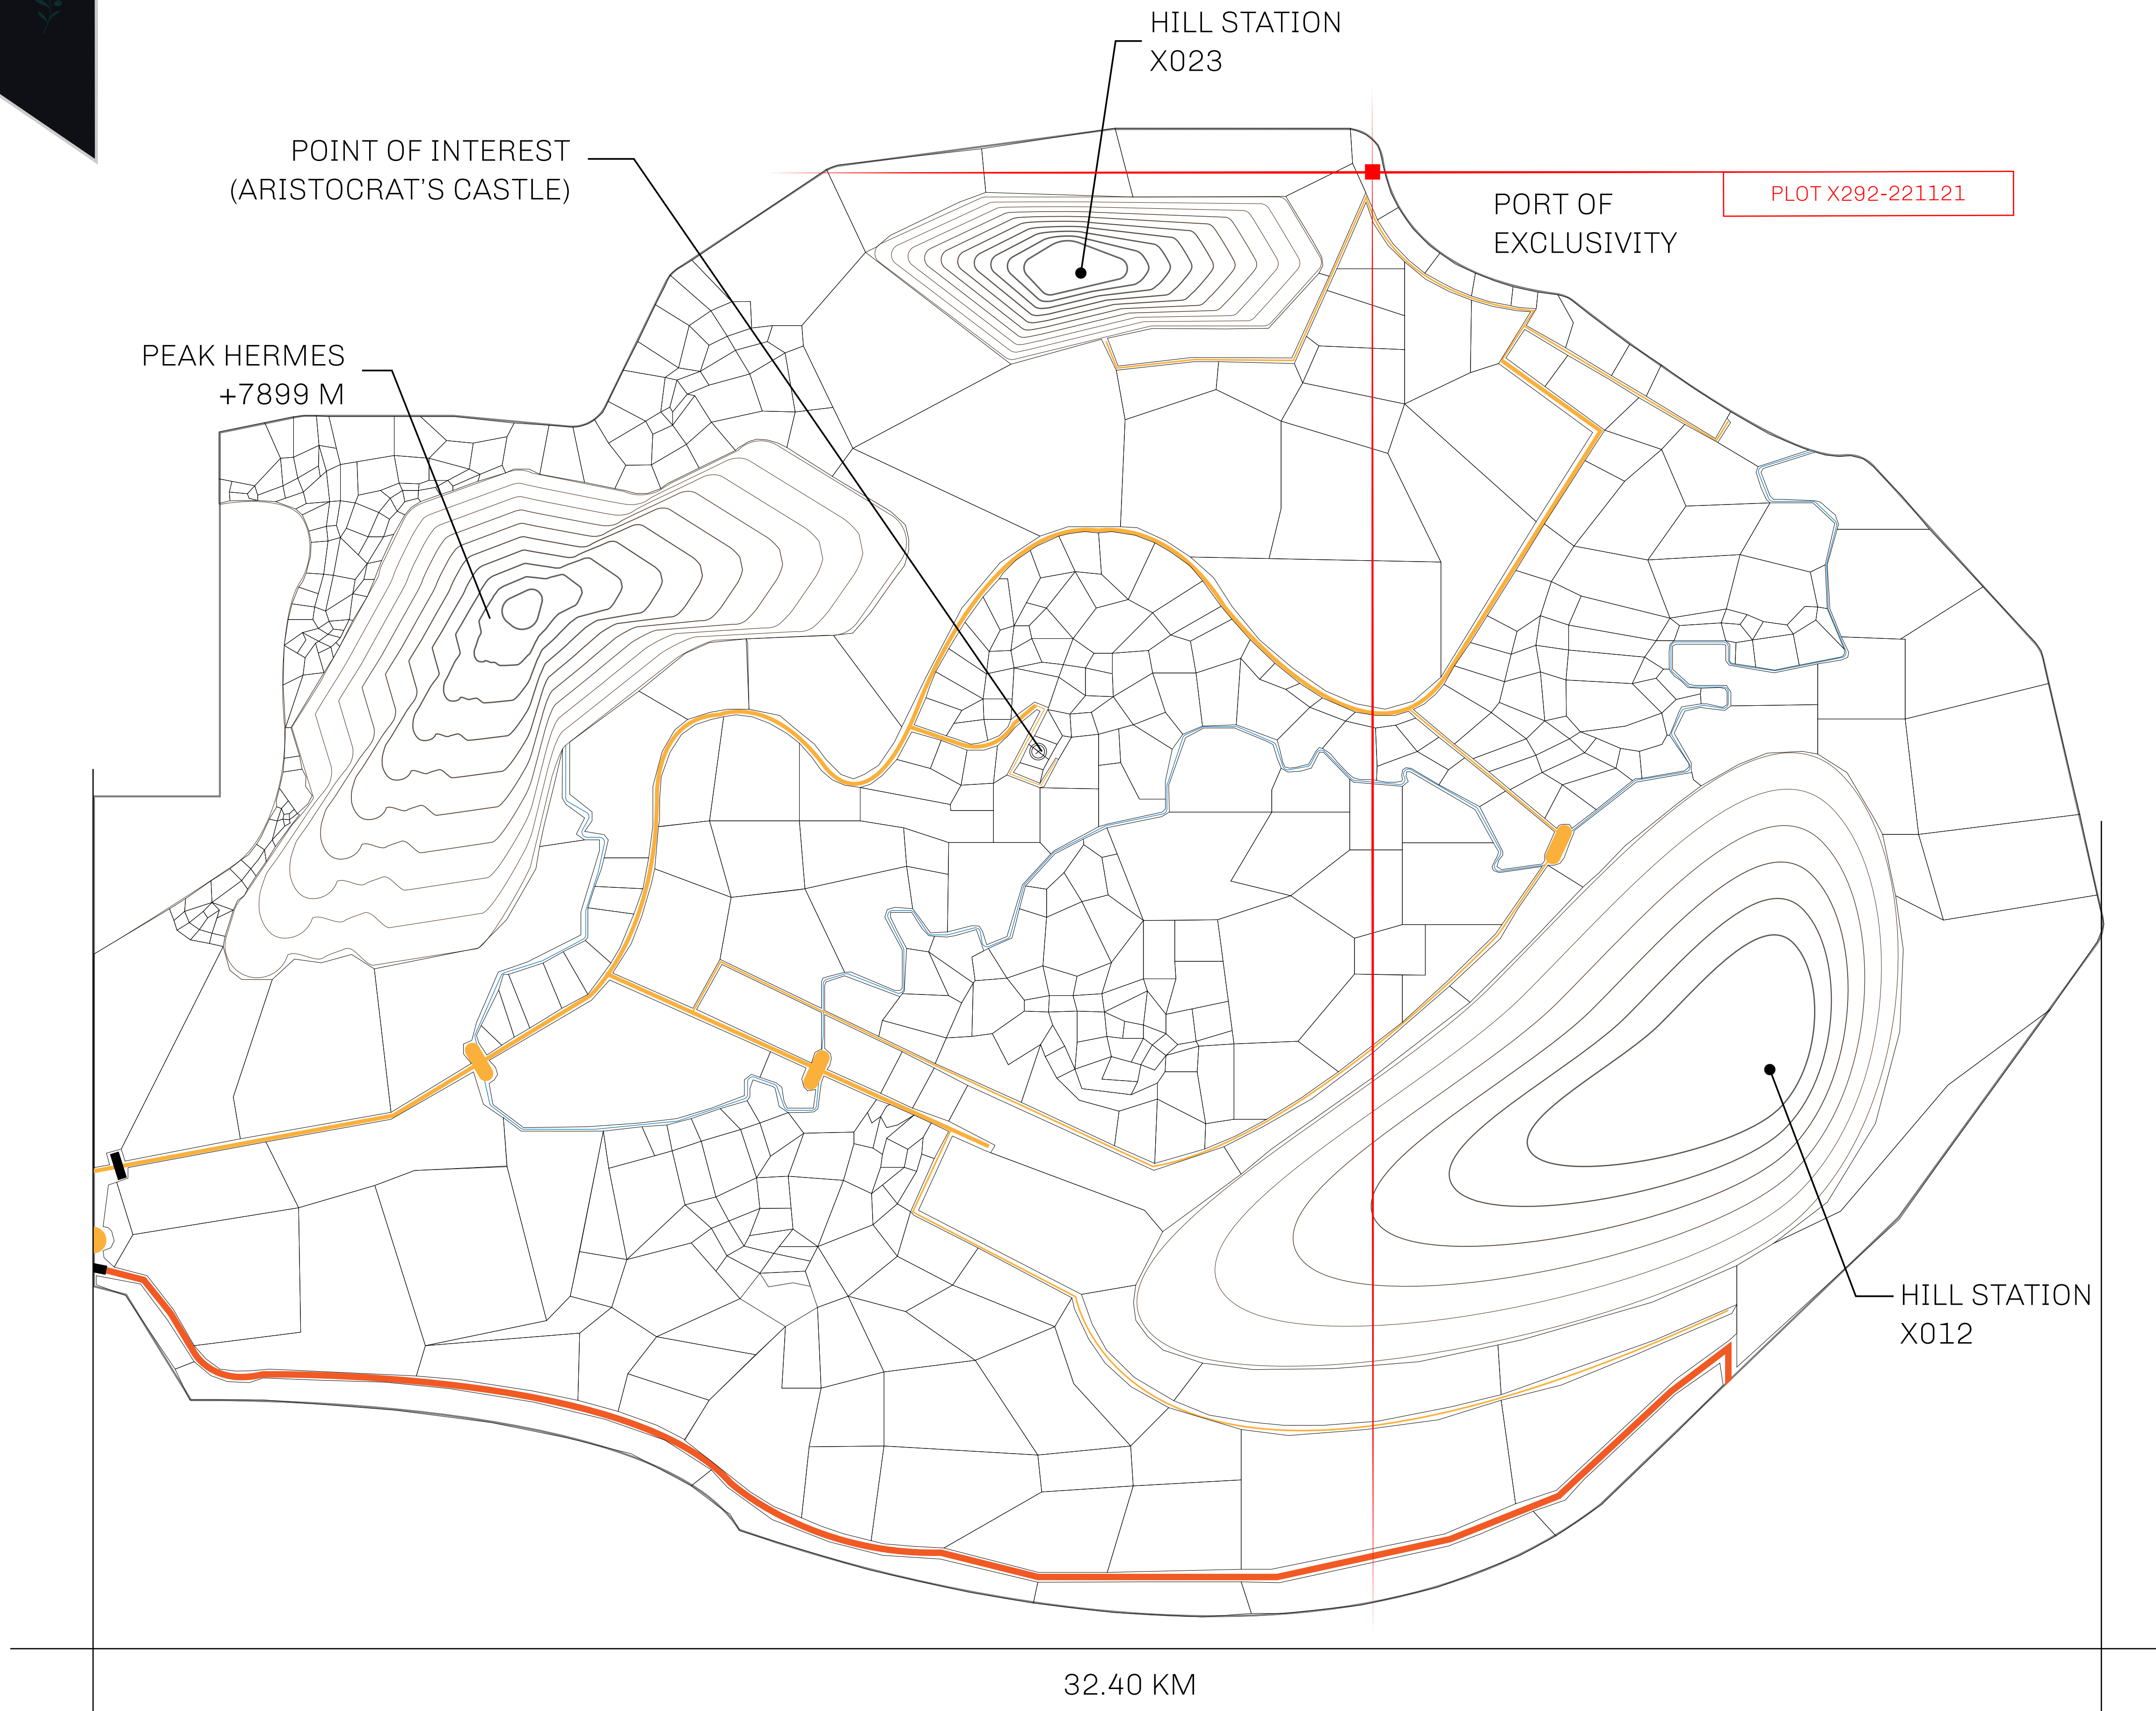 HILL STATION
X023
POINT OF INTEREST
(ARISTOCRAT'S CASTLE)
PLOT X292-221121
PORT OF
EXCLUSIVITY
PEAK HERMES
+7899 M
HILL STATION
X012
32.40 KM